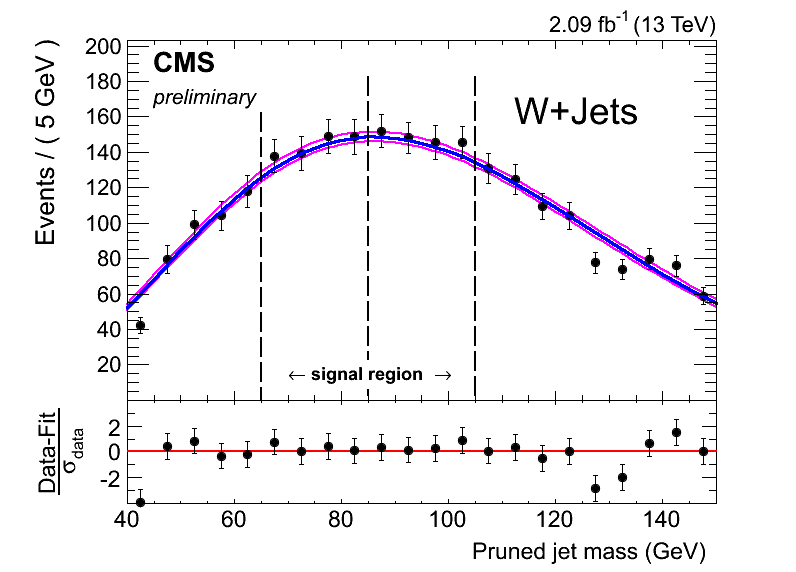 2.09 fb⁻¹ (13 TeV)
CMS
preliminary
W+Jets
Events / ( 5 GeV )
200
180
160
140
120
100
80
60
40
20
← signal region →
Data-Fit
σdata
2
0
-2
40 60 80 100 120 140
Pruned jet mass (GeV)